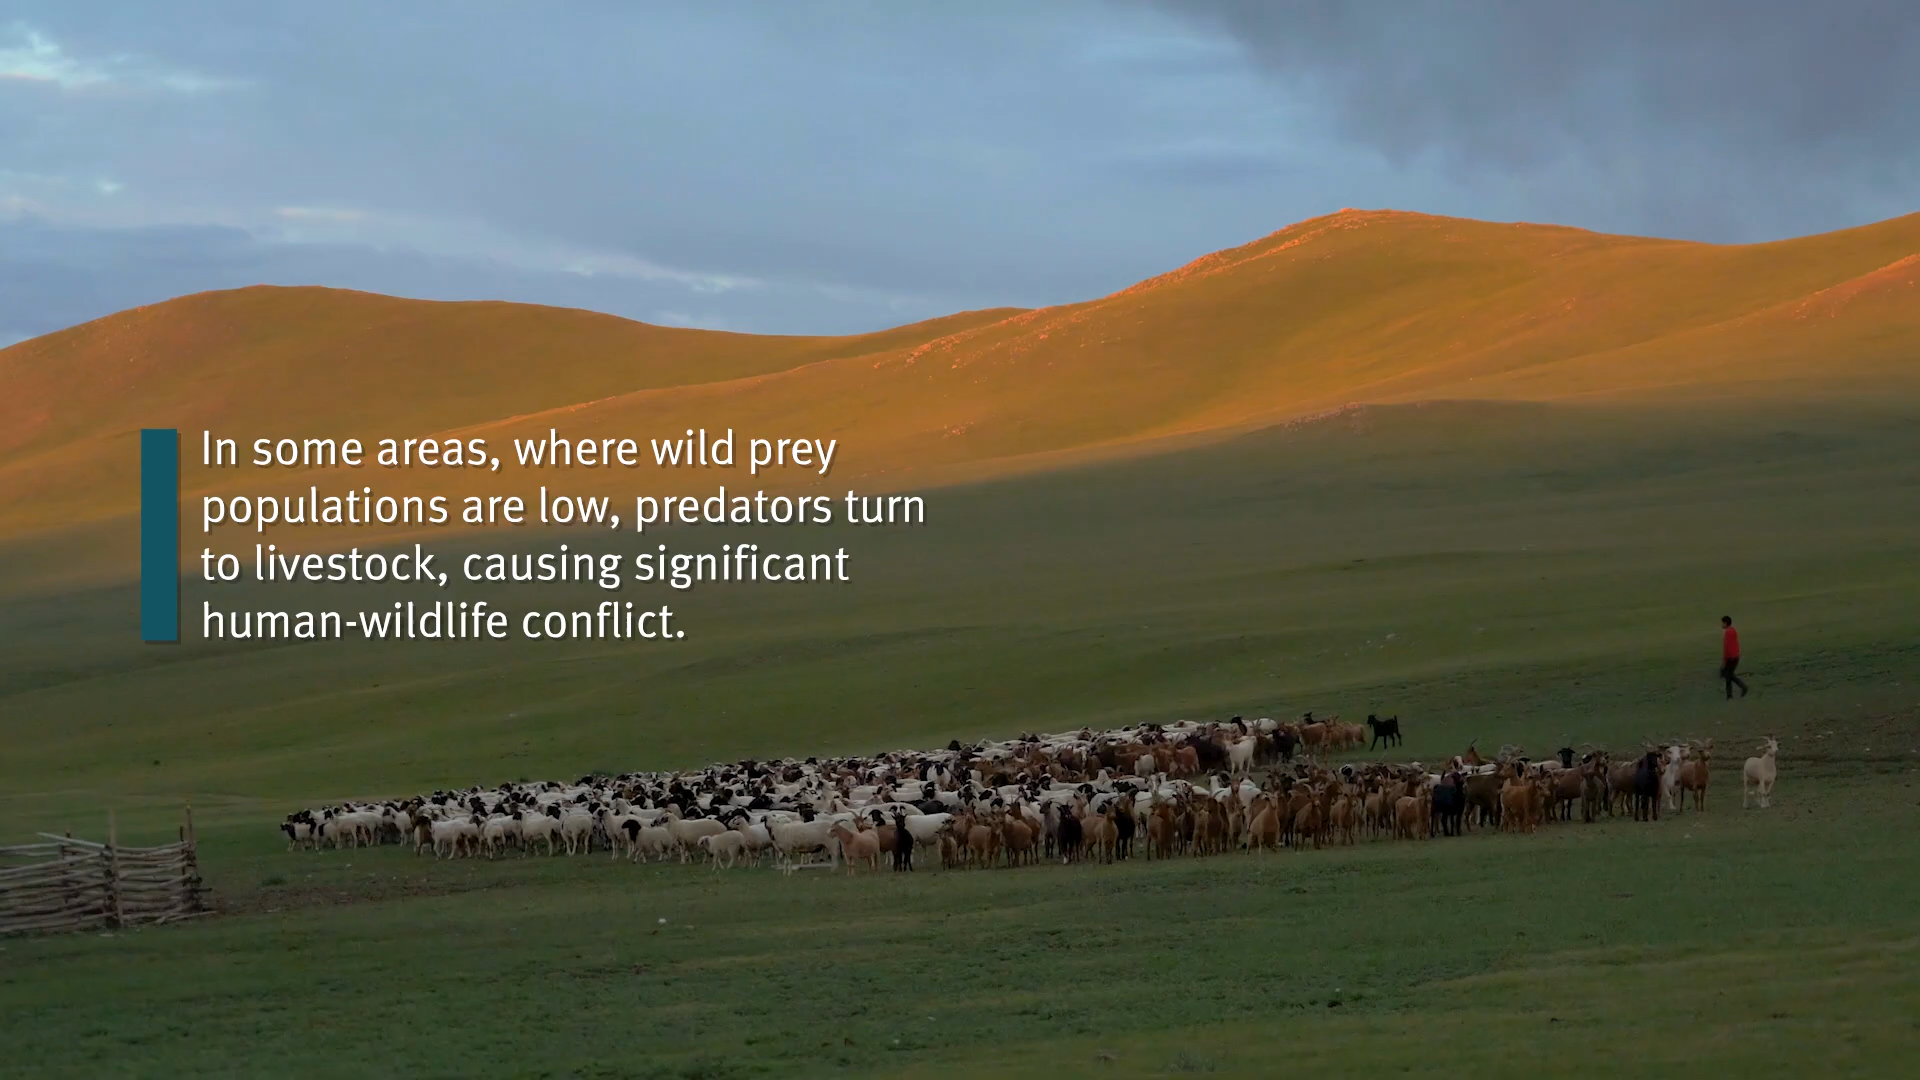 In some areas, where wild prey
populations are low, predators turn
to livestock, causing significant
human-wildlife conflict.